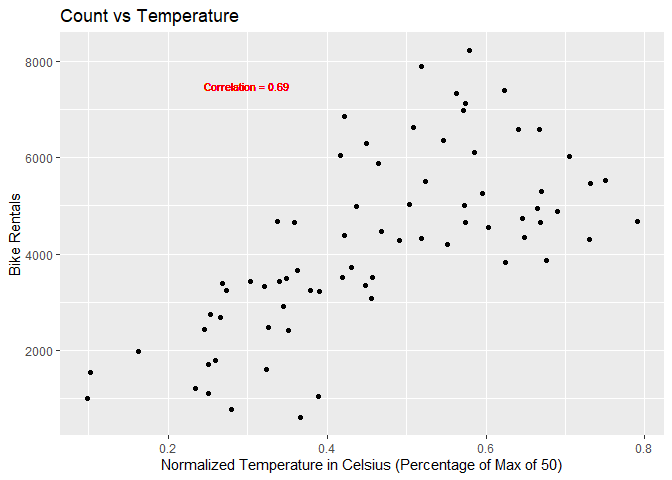 Count vs Temperature
8000
Correlation = 0.69
6000
Bike Rentals
4000
2000
0.2 0.4 0.6 0.8
Normalized Temperature in Celsius (Percentage of Max of 50)